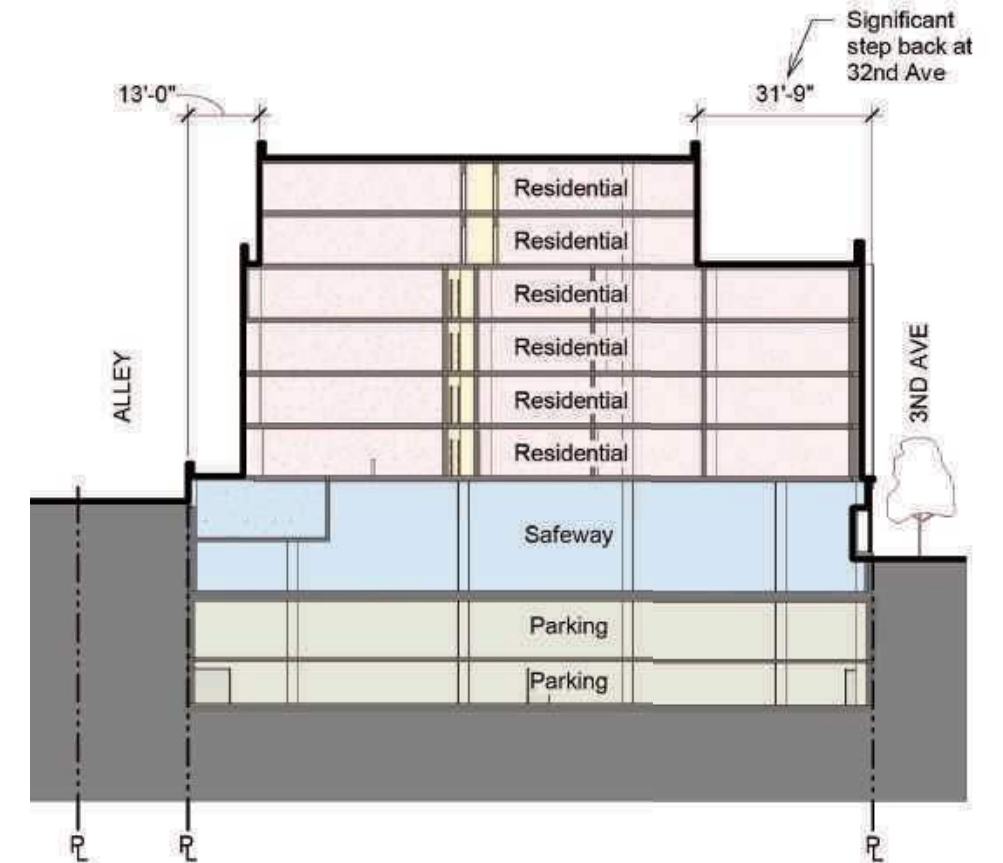 Significant
step back at
32nd Ave
13'-0"
31'-9"
Residential
Residential
Residential
Residential
Residential
Residential
ALLEY
3ND AVE
Safeway
Parking
Parking
PL
PL
PL